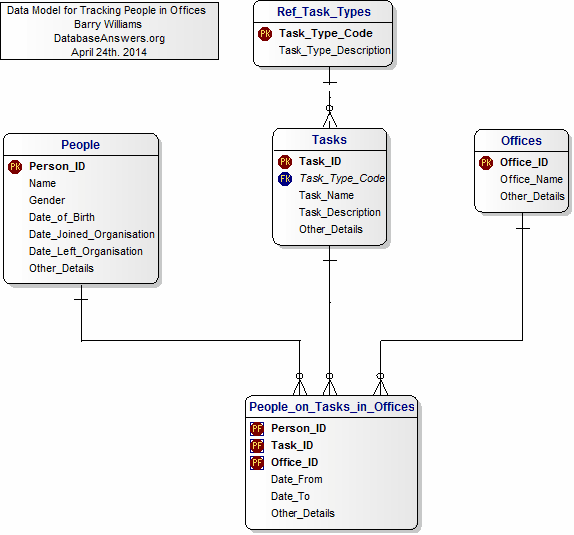 Data Model for Tracking People in Offices
Barry Williams
DatabaseAnswers.org
April 24th. 2014
Ref_Task_Types
PK Task_Type_Code
Task_Type_Description
People
PK Person_ID
Name
Gender
Date_of_Birth
Date_Joined_Organisation
Date_Left_Organisation
Other_Details
Tasks
PK Task_ID
FK Task_Type_Code
Task_Name
Task_Description
Other_Details
Offices
PK Office_ID
Office_Name
Other_Details
People_on_Tasks_in_Offices
PF Person_ID
PF Task_ID
PF Office_ID
Date_From
Date_To
Other_Details